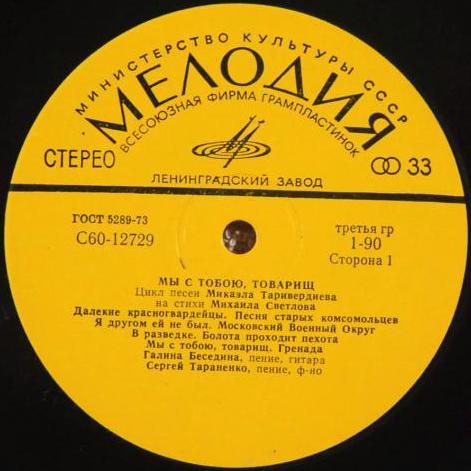 МИНИСТЕРСТВО КУЛЬТУРЫ СССР
МЕЛОДИЯ
ВСЕСОЮЗНАЯ ФИРМА ГРАМПЛАСТИНОК
СТЕРЕО
33
ЛЕНИНГРАДСКИЙ ЗАВОД
ГОСТ 5289-73
С60-12729
третья гр
1-90
Сторона 1
МЫ С ТОБОЮ, ТОВАРИЩ
Цикл песен Микаэла Таривердиева
на стихи Михаила Светлова
Далекие красногвардейцы. Песня старых комсомольцев
Я другом ей не был. Московский Военный Округ
В разведке. Болота проходит пехота
Мы с тобою, товарищ. Гренада
Галина Беседина, пение, гитара
Сергей Тараненко, пение, ф-но